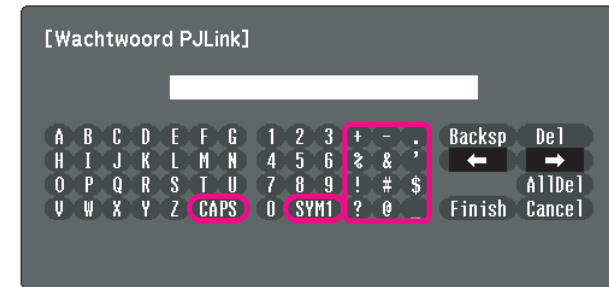 [Wachtwoord PJLink]
A B C D E F G 1 2 3 + - . Backsp Del
H I J K L M N 4 5 6 % & ' ← →
O P Q R S T U 7 8 9 ! # $ AllDel
V W X Y Z CAPS 0 SYM1 ? @ _ Finish Cancel